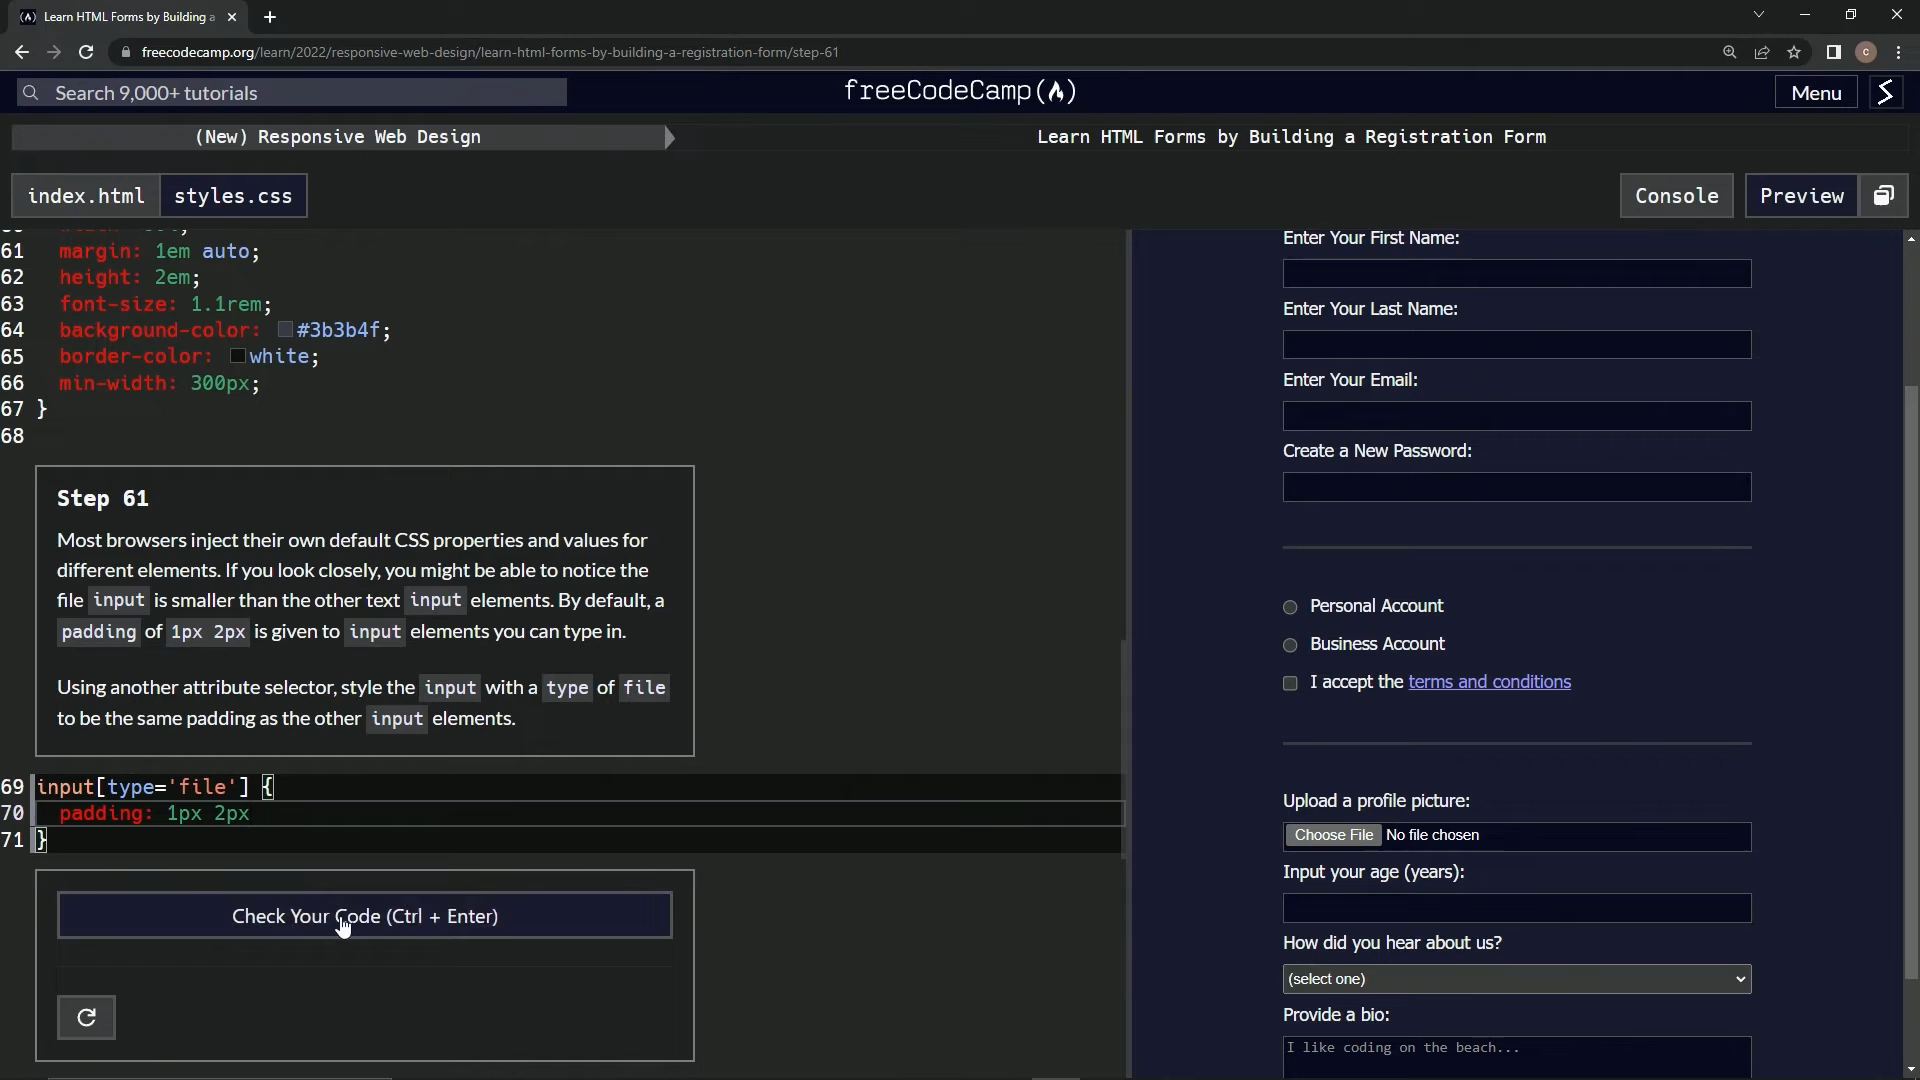 Learn HTML Forms by Building a
freecodecamp.org/learn/2022/responsive-web-design/learn-html-forms-by-building-a-registration-form/step-61
C
Search 9,000+ tutorials
freeCodeCamp
Menu
(New) Responsive Web Design
Learn HTML Forms by Building a Registration Form
index.html
styles.css
Console
Preview
61 margin: 1em auto;
62 height: 2em;
63 font-size: 1.1rem;
64 background-color: #3b3b4f;
65 border-color: white;
66 min-width: 300px;
67 }
68
Step 61
Most browsers inject their own default CSS properties and values for
different elements. If you look closely, you might be able to notice the
file input is smaller than the other text input elements. By default, a
padding of 1px 2px is given to input elements you can type in.
Using another attribute selector, style the input with a type of file
to be the same padding as the other input elements.
69 input[type='file'] {
70 padding: 1px 2px
71 }
Check Your Code (Ctrl + Enter)
Enter Your First Name:
Enter Your Last Name:
Enter Your Email:
Create a New Password:
Personal Account
Business Account
I accept the terms and conditions
Upload a profile picture:
Choose File No file chosen
Input your age (years):
How did you hear about us?
(select one)
Provide a bio:
I like coding on the beach...